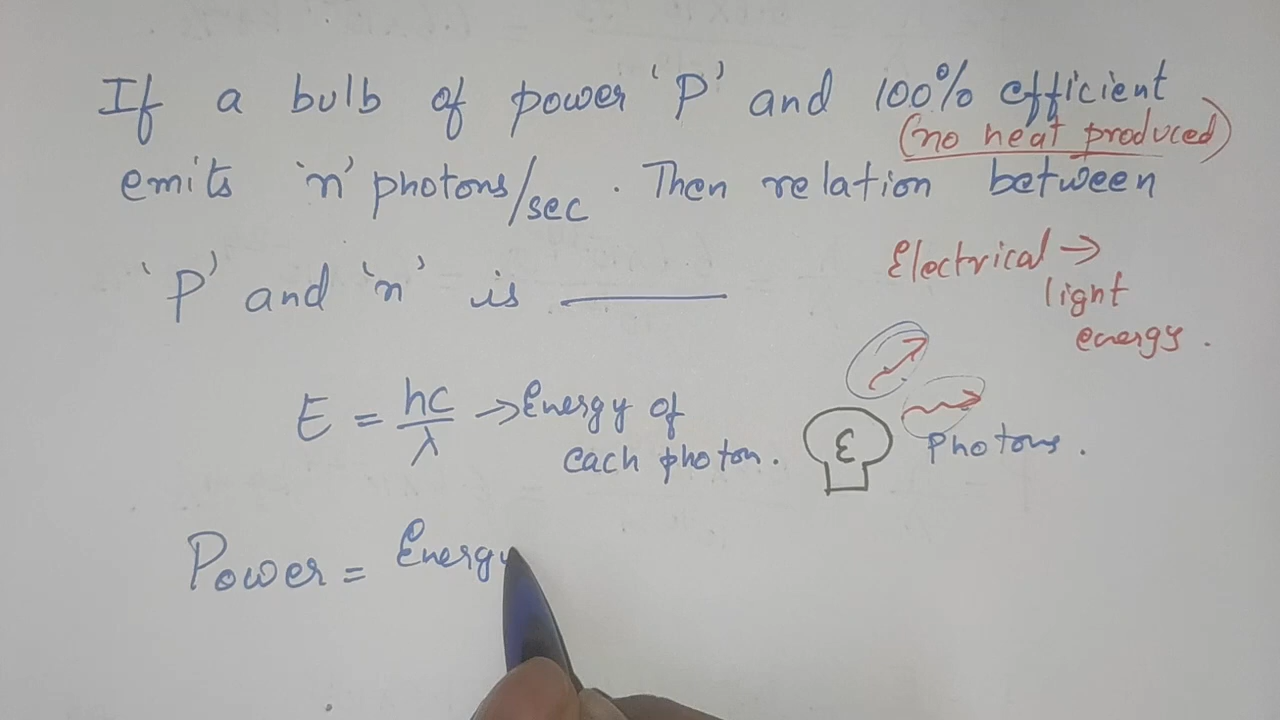 If a bulb of power 'P' and 100% efficient
(no heat produced)
emits 'n' photons/sec . Then relation between
'P' and 'n' is ______
Electrical →
light
energy .
E = hc/λ → Energy of
each photon .
ε
Photons .
Power = Energy